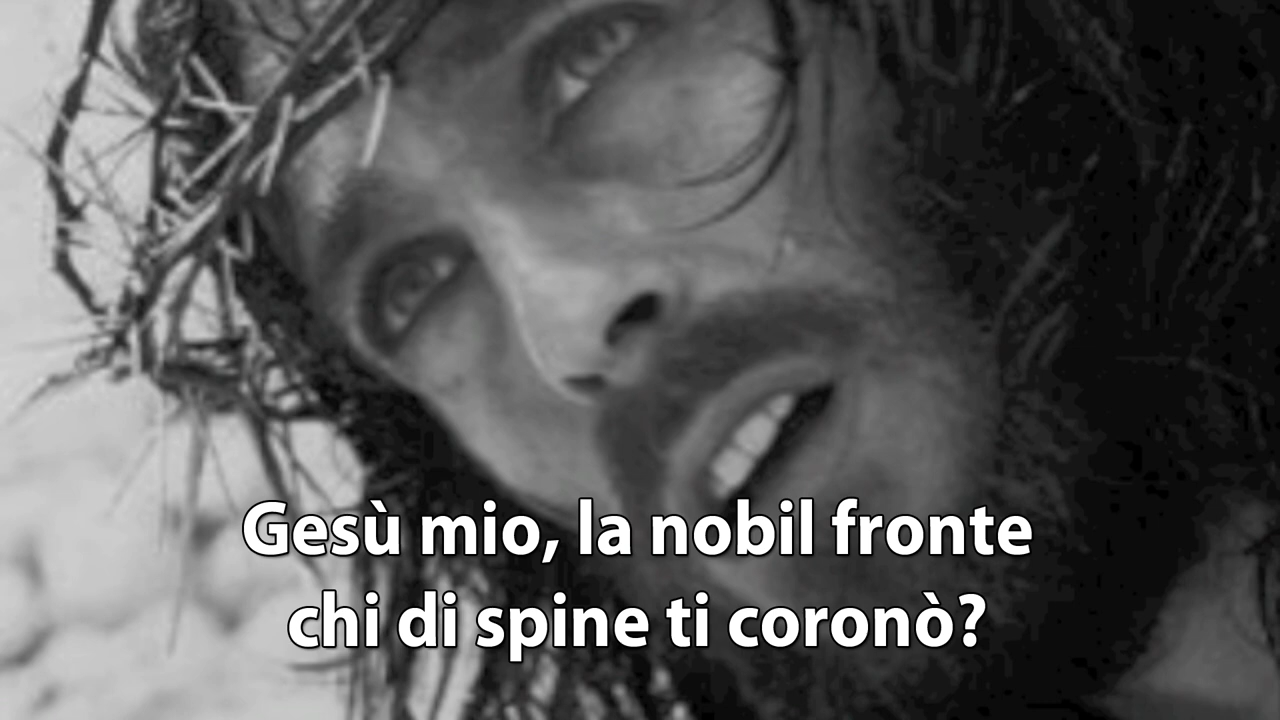 Gesù mio, la nobil fronte
chi di spine ti coronò?